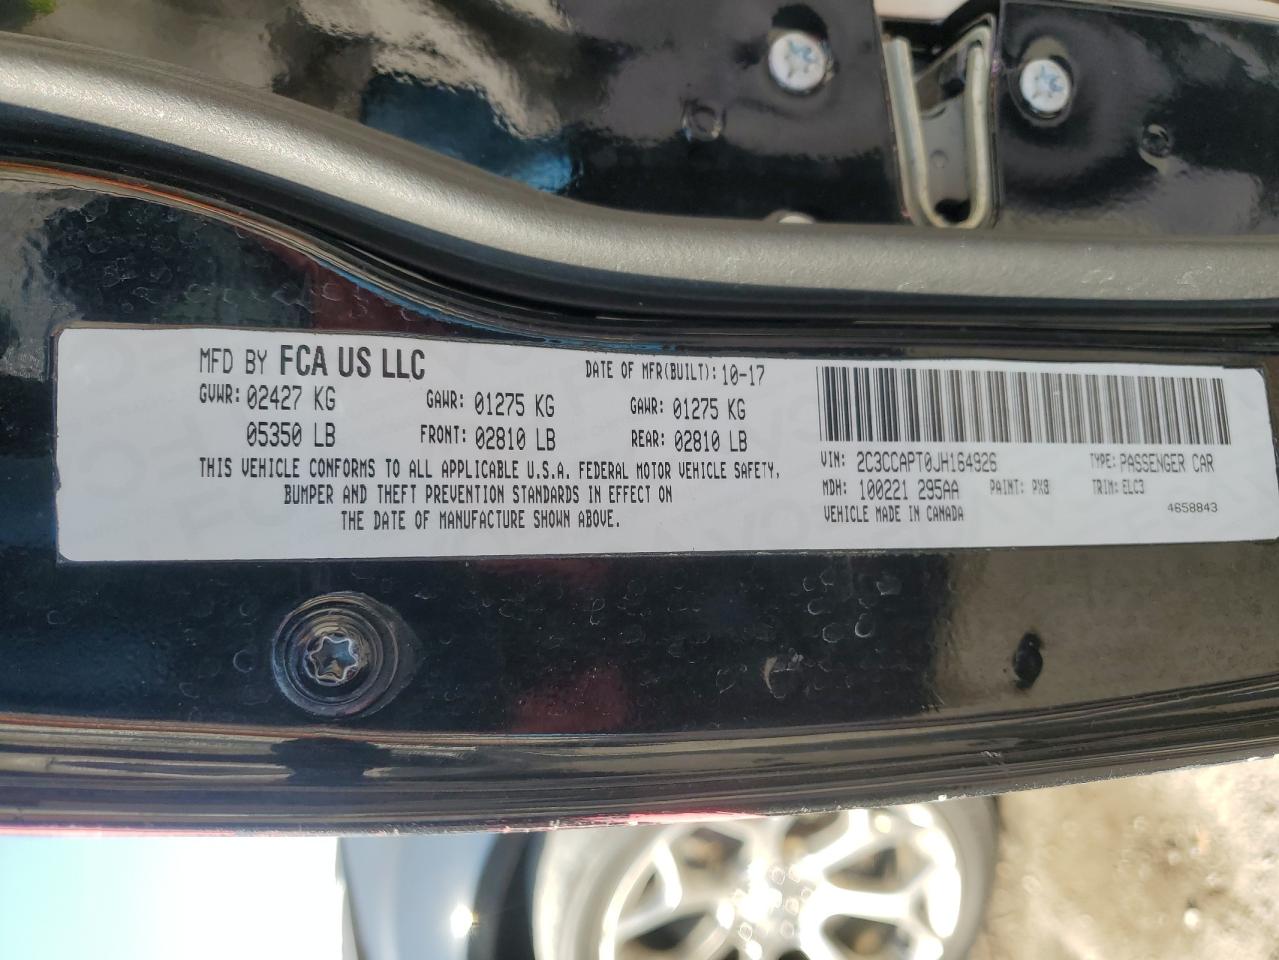 MFD BY FCA US LLC DATE OF MFR(BUILT): 10-17
GVWR: 02427 KG GAWR: 01275 KG GAWR: 01275 KG
05350 LB FRONT: 02810 LB REAR: 02810 LB
THIS VEHICLE CONFORMS TO ALL APPLICABLE U.S.A. FEDERAL MOTOR VEHICLE SAFETY,
BUMPER AND THEFT PREVENTION STANDARDS IN EFFECT ON
THE DATE OF MANUFACTURE SHOWN ABOVE.
VIN: 2C3CCAPT0JH164926 TYPE: PASSENGER CAR
MDH: 100221 295AA PAINT: PX8 TRIM: ELC3
VEHICLE MADE IN CANADA 4658843